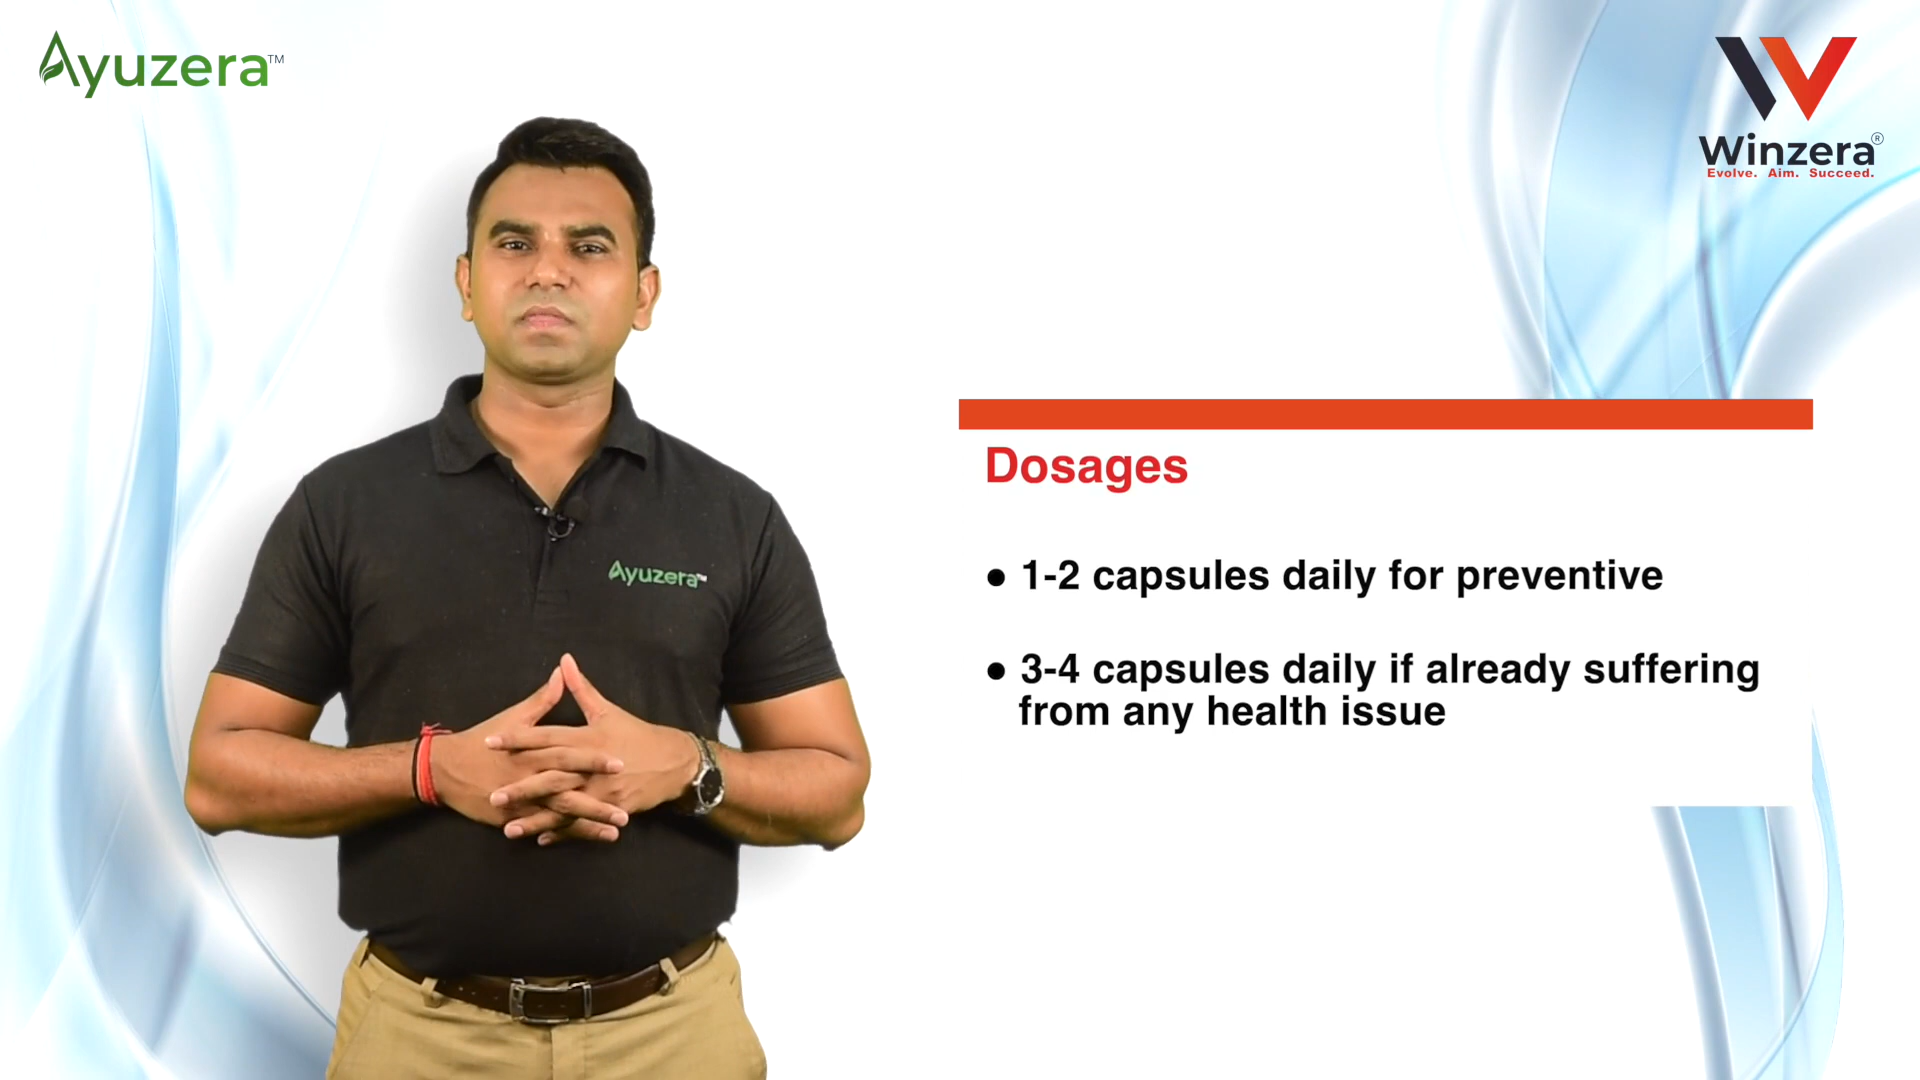 Ayuzera™
Winzera®
Evolve. Aim. Succeed.
Dosages
● 1-2 capsules daily for preventive
● 3-4 capsules daily if already suffering
from any health issue
Ayuzera™